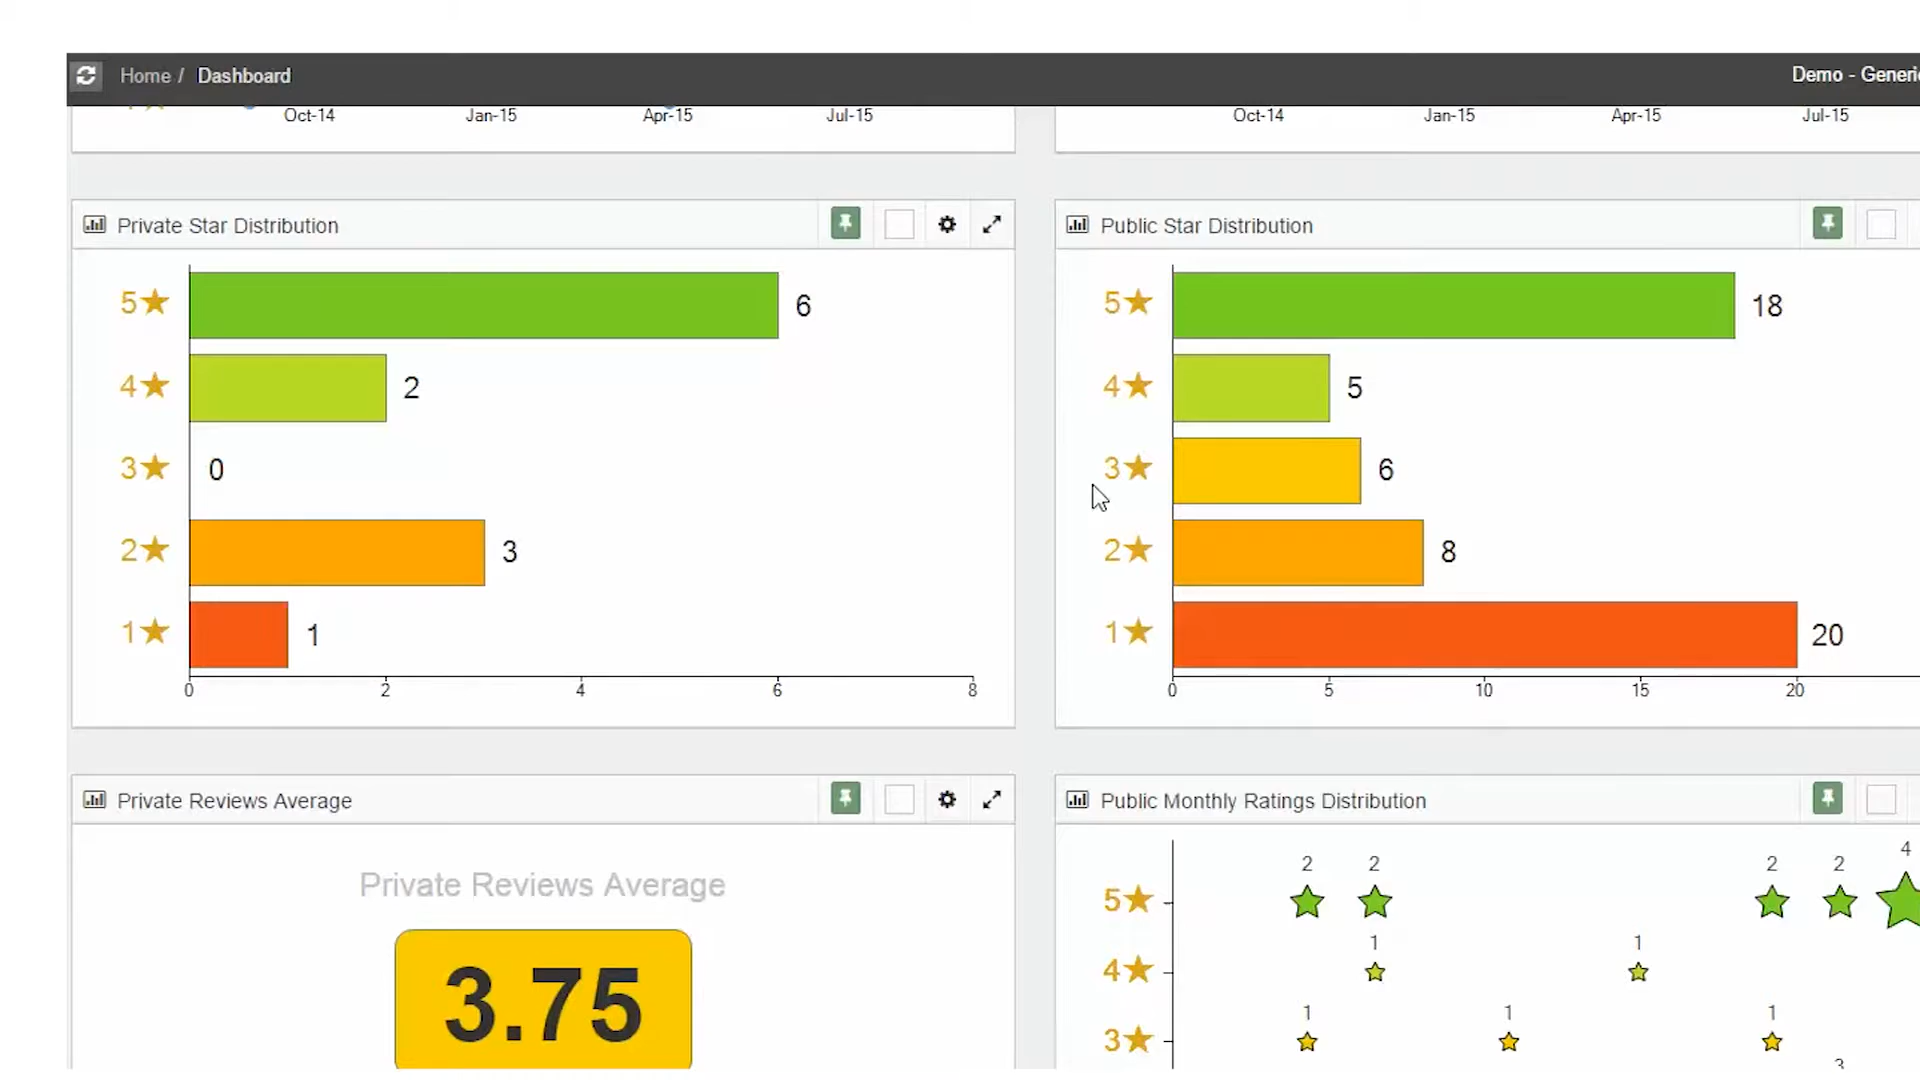 Home / Dashboard
Demo - Generi
Oct-14 Jan-15 Apr-15 Jul-15
Oct-14 Jan-15 Apr-15 Jul-15
Private Star Distribution
5★ 6
4★ 2
3★ 0
2★ 3
1★ 1
0 2 4 6 8
Public Star Distribution
5★ 18
4★ 5
3★ 6
2★ 8
1★ 20
0 5 10 15 20
Private Reviews Average
Private Reviews Average
3.75
Public Monthly Ratings Distribution
2 2 2 2 4
5★
1 1
4★
1 1 1
3★
3